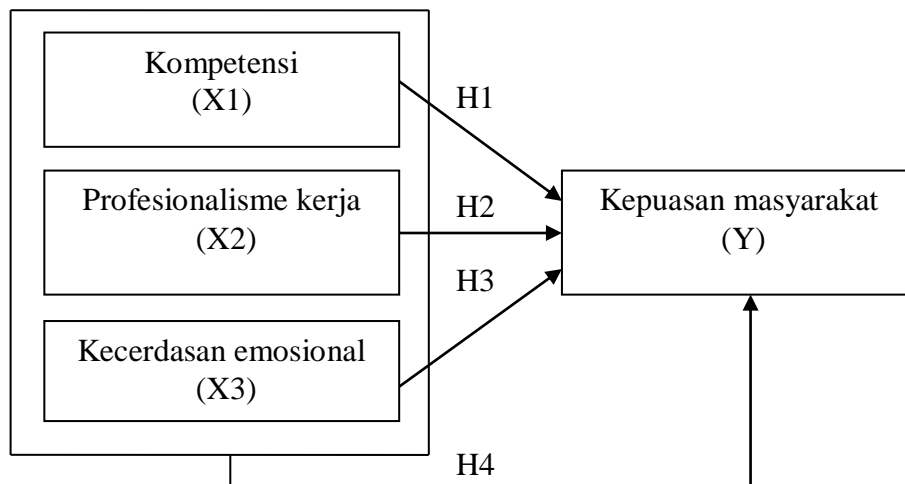 Kompetensi
(X1)
H1
Profesionalisme kerja
(X2)
H2
Kepuasan masyarakat
(Y)
H3
Kecerdasan emosional
(X3)
H4